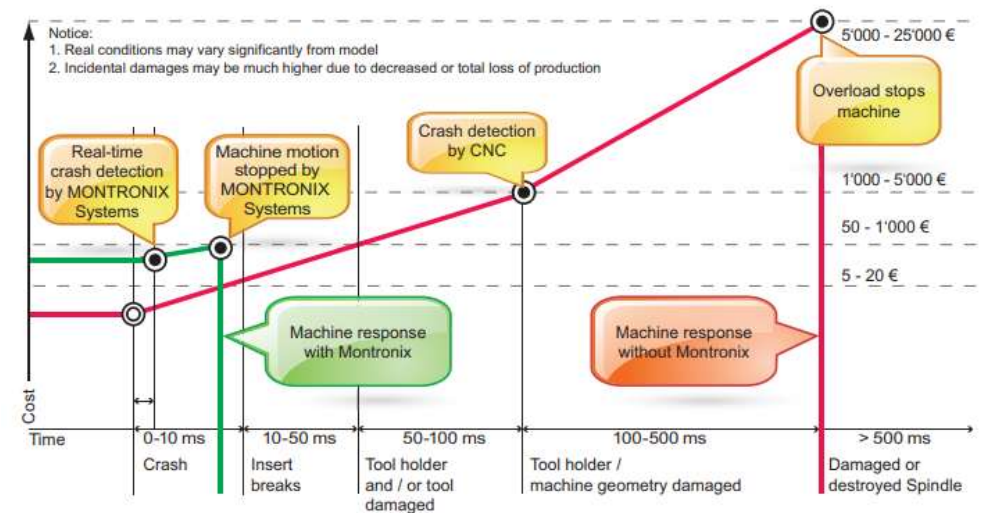 Notice:
1. Real conditions may vary significantly from model
2. Incidental damages may be much higher due to decreased or total loss of production
5'000 - 25'000 €
Overload stops
machine
Crash detection
by CNC
Real-time
crash detection
by MONTRONIX
Systems
Machine motion
stopped by
MONTRONIX
Systems
1'000 - 5'000 €
50 - 1'000 €
5 - 20 €
Machine response
with Montronix
Machine response
without Montronix
Cost
Time
0-10 ms
10-50 ms
50-100 ms
100-500 ms
> 500 ms
Crash
Insert
breaks
Tool holder
and / or tool
damaged
Tool holder /
machine geometry damaged
Damaged or
destroyed Spindle